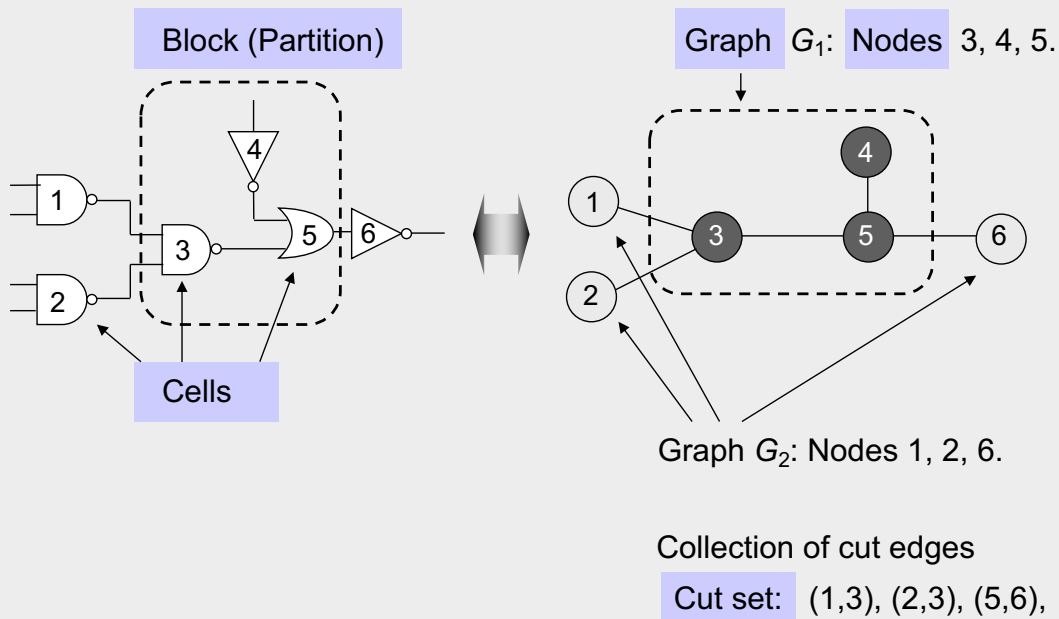 Block (Partition)
Graph G₁: Nodes 3, 4, 5.
4
1
3
5
6
2
Cells
4
1
3
5
6
2
Graph G₂: Nodes 1, 2, 6.
Collection of cut edges
Cut set: (1,3), (2,3), (5,6),